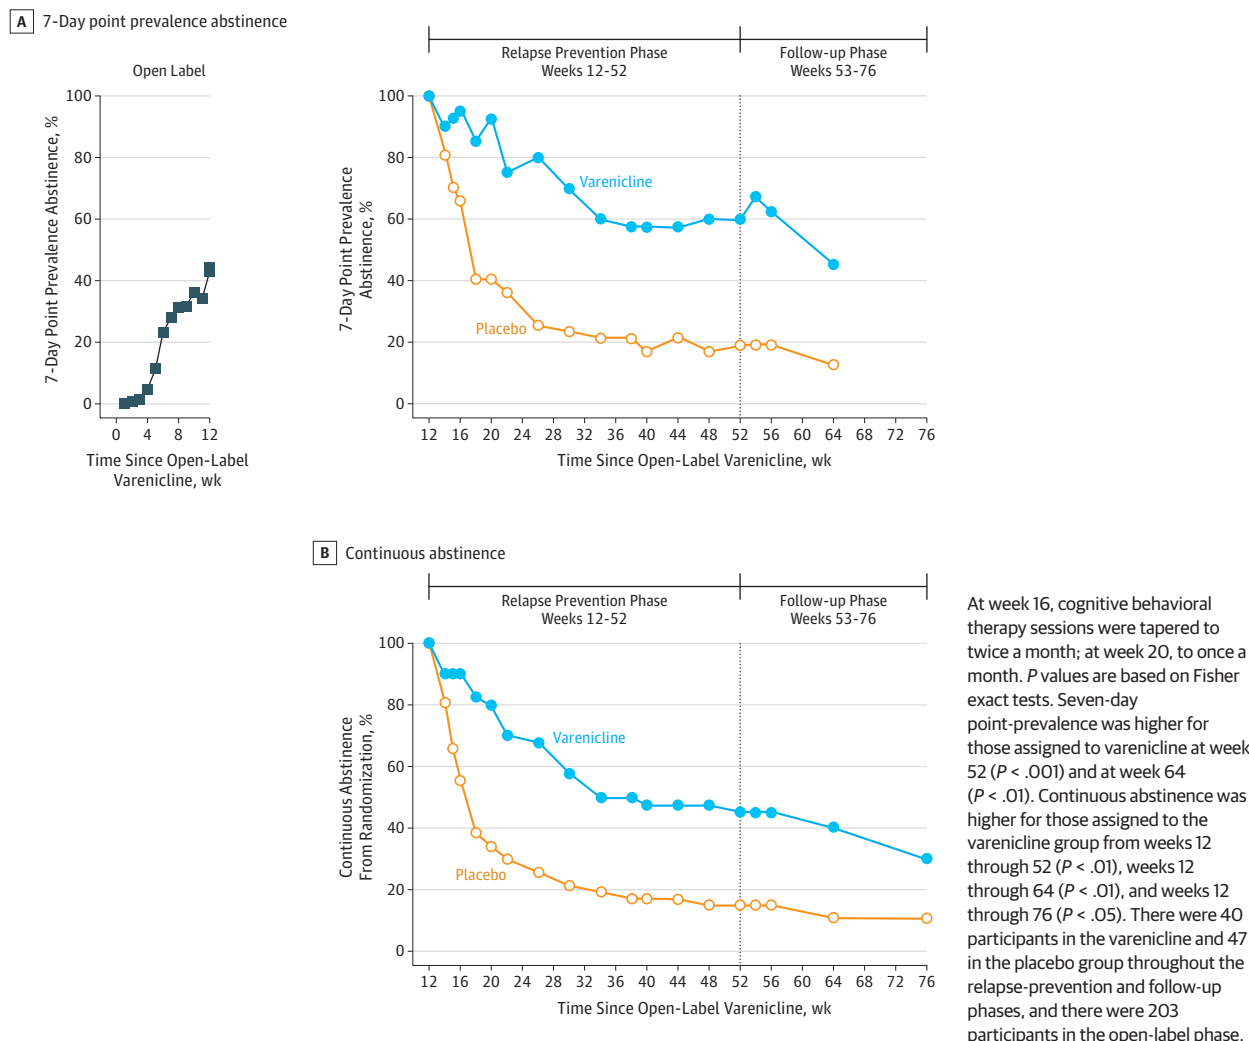 A 7-Day point prevalence abstinence
Open Label
100
80
60
40
20
0
7-Day Point Prevalence Abstinence, %
0 4 8 12
Time Since Open-Label
Varenicline, wk
Relapse Prevention Phase
Weeks 12-52
Follow-up Phase
Weeks 53-76
100
80
60
40
20
0
7-Day Point Prevalence
Abstinence, %
Varenicline
Placebo
12 16 20 24 28 32 36 40 44 48 52 56 60 64 68 72 76
Time Since Open-Label Varenicline, wk
B Continuous abstinence
Relapse Prevention Phase
Weeks 12-52
Follow-up Phase
Weeks 53-76
100
80
60
40
20
0
Continuous Abstinence
From Randomization, %
Varenicline
Placebo
12 16 20 24 28 32 36 40 44 48 52 56 60 64 68 72 76
Time Since Open-Label Varenicline, wk
At week 16, cognitive behavioral
therapy sessions were tapered to
twice a month; at week 20, to once a
month. P values are based on Fisher
exact tests. Seven-day
point-prevalence was higher for
those assigned to varenicline at week
52 (P < .001) and at week 64
(P < .01). Continuous abstinence was
higher for those assigned to the
varenicline group from weeks 12
through 52 (P < .01), weeks 12
through 64 (P < .01), and weeks 12
through 76 (P < .05). There were 40
participants in the varenicline and 47
in the placebo group throughout the
relapse-prevention and follow-up
phases, and there were 203
participants in the open-label phase.